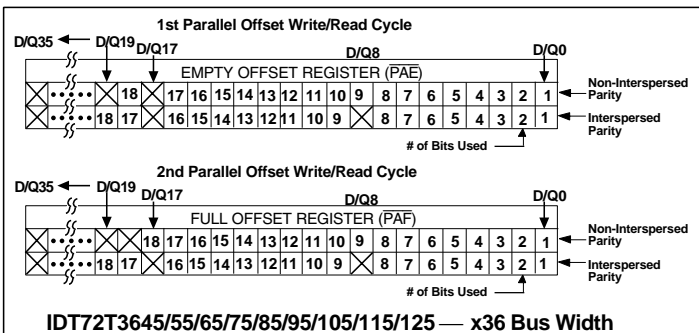 1st Parallel Offset Write/Read Cycle
D/Q35 D/Q19 D/Q17 D/Q8 D/Q0
EMPTY OFFSET REGISTER (PAE)
18 17 16 15 14 13 12 11 10 9 8 7 6 5 4 3 2 1 Non-Interspersed Parity
18 17 16 15 14 13 12 11 10 9 8 7 6 5 4 3 2 1 Interspersed Parity
# of Bits Used
2nd Parallel Offset Write/Read Cycle
D/Q35 D/Q19 D/Q17 D/Q8 D/Q0
FULL OFFSET REGISTER (PAF)
18 17 16 15 14 13 12 11 10 9 8 7 6 5 4 3 2 1 Non-Interspersed Parity
18 17 16 15 14 13 12 11 10 9 8 7 6 5 4 3 2 1 Interspersed Parity
# of Bits Used
IDT72T3645/55/65/75/85/95/105/115/125 — x36 Bus Width